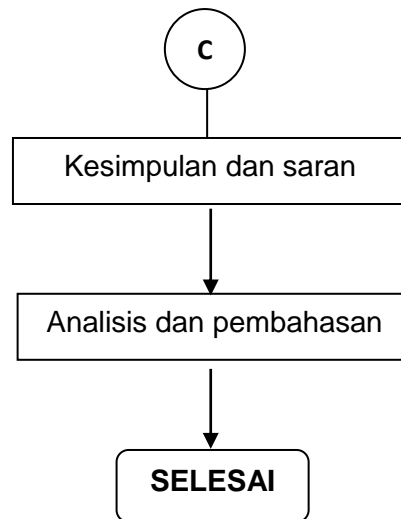 C
Kesimpulan dan saran
Analisis dan pembahasan
SELESAI